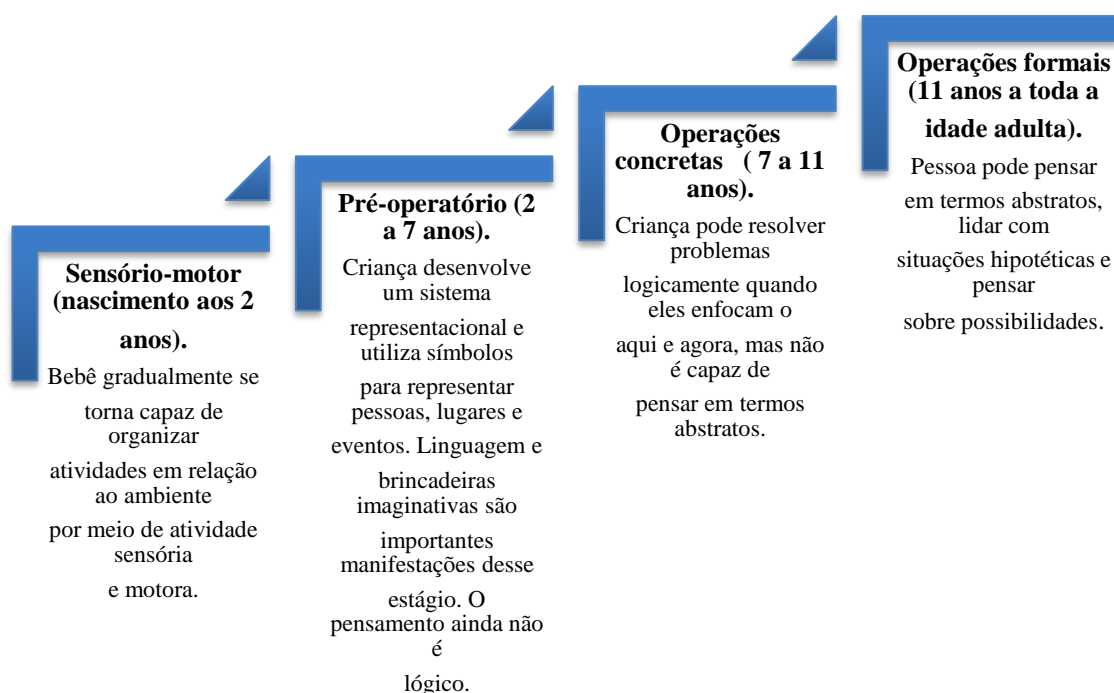 Sensório-motor
(nascimento aos 2
anos).
Bebê gradualmente se
torna capaz de
organizar
atividades em relação
ao ambiente
por meio de atividade
sensória
e motora.
Pré-operatório (2
a 7 anos).
Criança desenvolve
um sistema
representacional e
utiliza símbolos
para representar
pessoas, lugares e
eventos. Linguagem e
brincadeiras
imaginativas são
importantes
manifestações desse
estágio. O
pensamento ainda não
é
lógico.
Operações
concretas ( 7 a 11
anos).
Criança pode resolver
problemas
logicamente quando
eles enfocam o
aqui e agora, mas não
é capaz de
pensar em termos
abstratos.
Operações formais
(11 anos a toda a
idade adulta).
Pessoa pode pensar
em termos abstratos,
lidar com
situações hipotéticas e
pensar
sobre possibilidades.